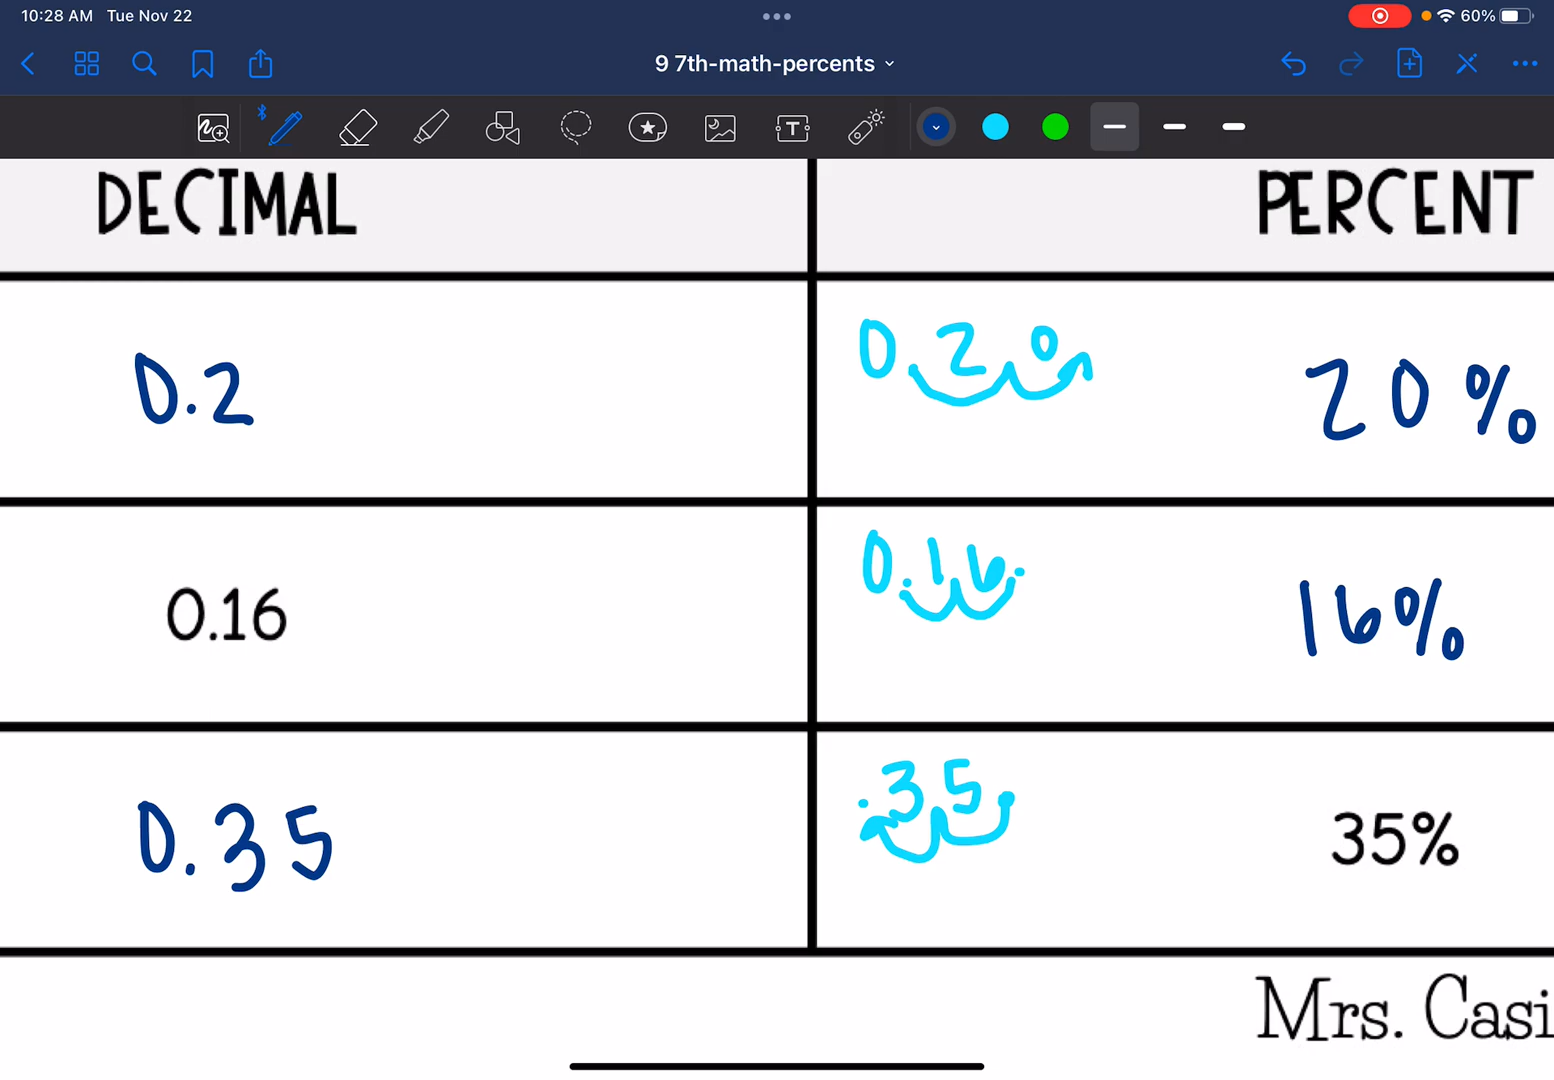 10:28 AM Tue Nov 22
60%
9 7th-math-percents
T
DECIMAL PERCENT
0.2 0.20 20%
0.16 0.16. 16%
0.35 .35 35%
Mrs. Casi